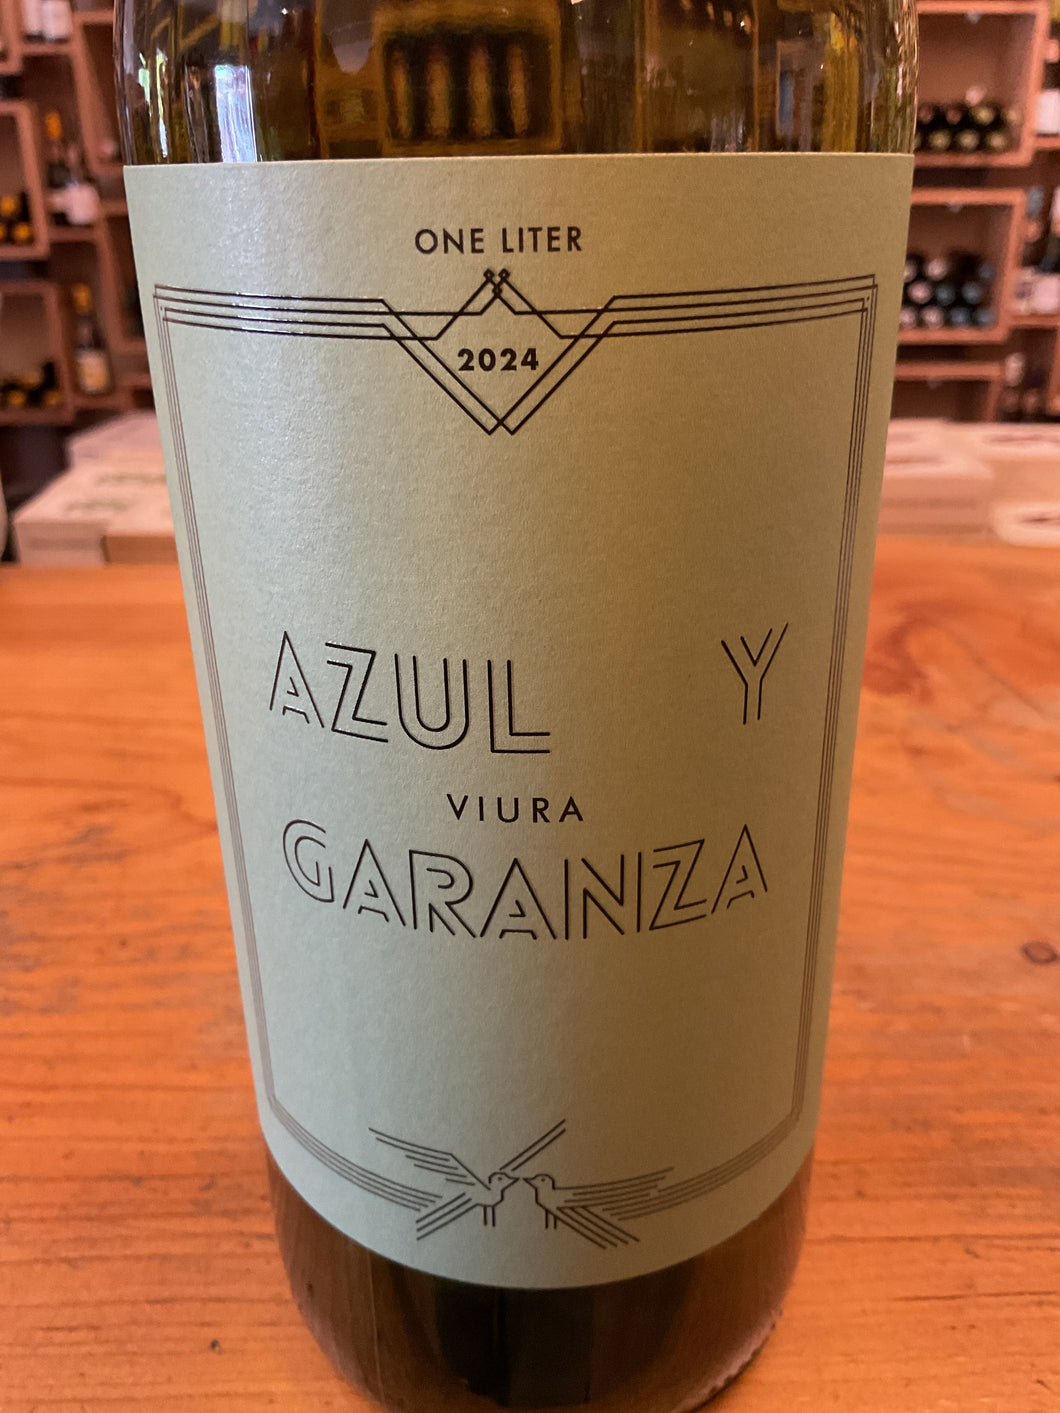 ONE LITER
2024
AZUL Y
VIURA
GARANZA